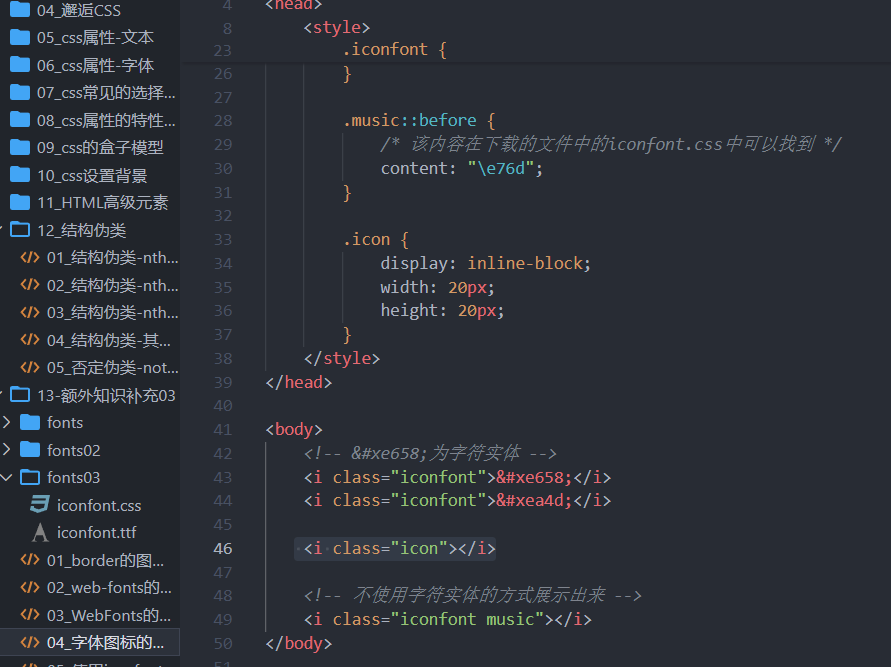 04_邂逅CSS
05_css属性-文本
06_css属性-字体
07_css常见的选择...
08_css属性的特性...
09_css的盒子模型
10_css设置背景
11_HTML高级元素
12_结构伪类
01_结构伪类-nth...
02_结构伪类-nth...
03_结构伪类-nth...
04_结构伪类-其...
05_否定伪类-not...
13-额外知识补充03
fonts
fonts02
fonts03
iconfont.css
iconfont.ttf
01_border的图...
02_web-fonts的...
03_WebFonts的...
04_字体图标的...
4 <head>
8 <style>
23 .iconfont {
26 }
27
28 .music::before {
29 /* 该内容在下载的文件中的iconfont.css中可以找到 */
30 content: "\e76d";
31 }
32
33 .icon {
34 display: inline-block;
35 width: 20px;
36 height: 20px;
37 }
38 </style>
39 </head>
40
41 <body>
42 <!-- &#xe658;为字符实体 -->
43 <i class="iconfont">&#xe658;</i>
44 <i class="iconfont">&#xea4d;</i>
45
46 <i class="icon"></i>
47
48 <!-- 不使用字符实体的方式展示出来 -->
49 <i class="iconfont music"></i>
50 </body>